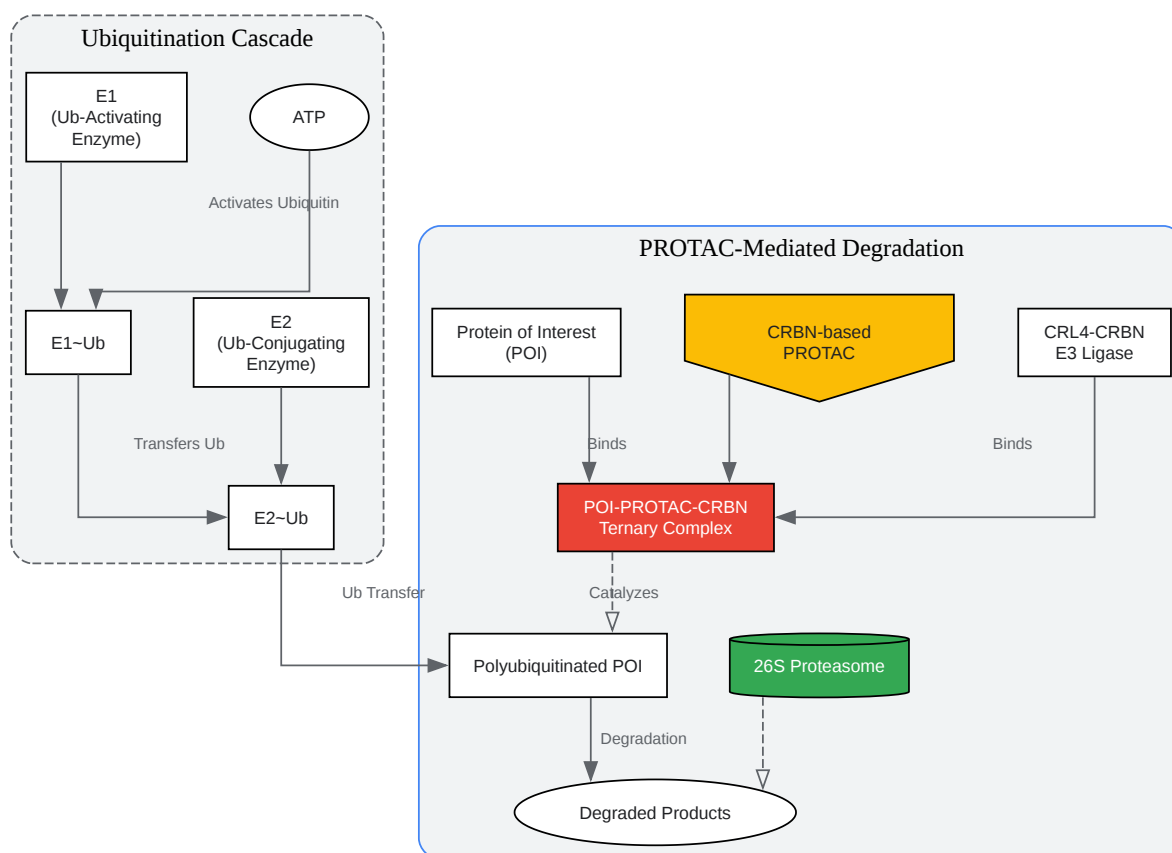 Ubiquitination Cascade
E1
(Ub-Activating
Enzyme)
ATP
Activates Ubiquitin
E1~Ub
E2
(Ub-Conjugating
Enzyme)
Transfers Ub
E2~Ub
Ub Transfer
PROTAC-Mediated Degradation
Protein of Interest
(POI)
CRBN-based
PROTAC
CRL4-CRBN
E3 Ligase
Binds
Binds
POI-PROTAC-CRBN
Ternary Complex
Catalyzes
Polyubiquitinated POI
26S Proteasome
Degradation
Degraded Products